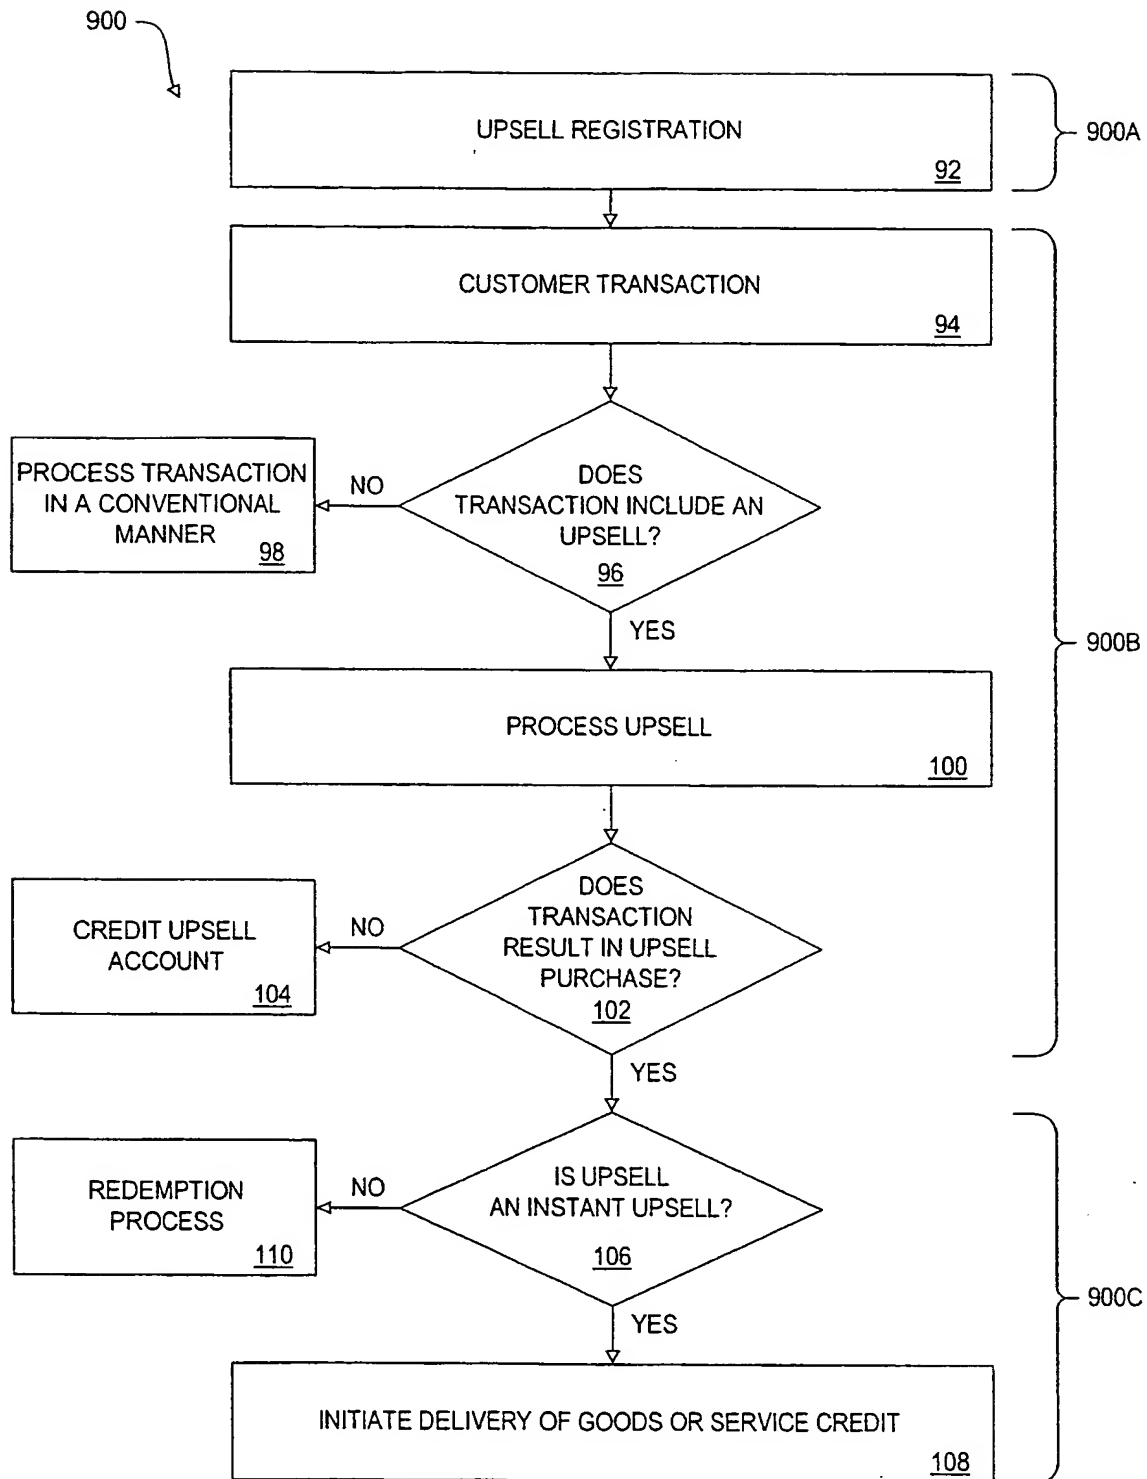 900
UPSELL REGISTRATION
92
900A
CUSTOMER TRANSACTION
94
PROCESS TRANSACTION
IN A CONVENTIONAL
MANNER
98
NO
DOES
TRANSACTION INCLUDE AN
UPSELL?
96
YES
900B
PROCESS UPSELL
100
CREDIT UPSELL
ACCOUNT
104
NO
DOES
TRANSACTION
RESULT IN UPSELL
PURCHASE?
102
YES
REDEMPTION
PROCESS
110
NO
IS UPSELL
AN INSTANT UPSELL?
106
YES
900C
INITIATE DELIVERY OF GOODS OR SERVICE CREDIT
108